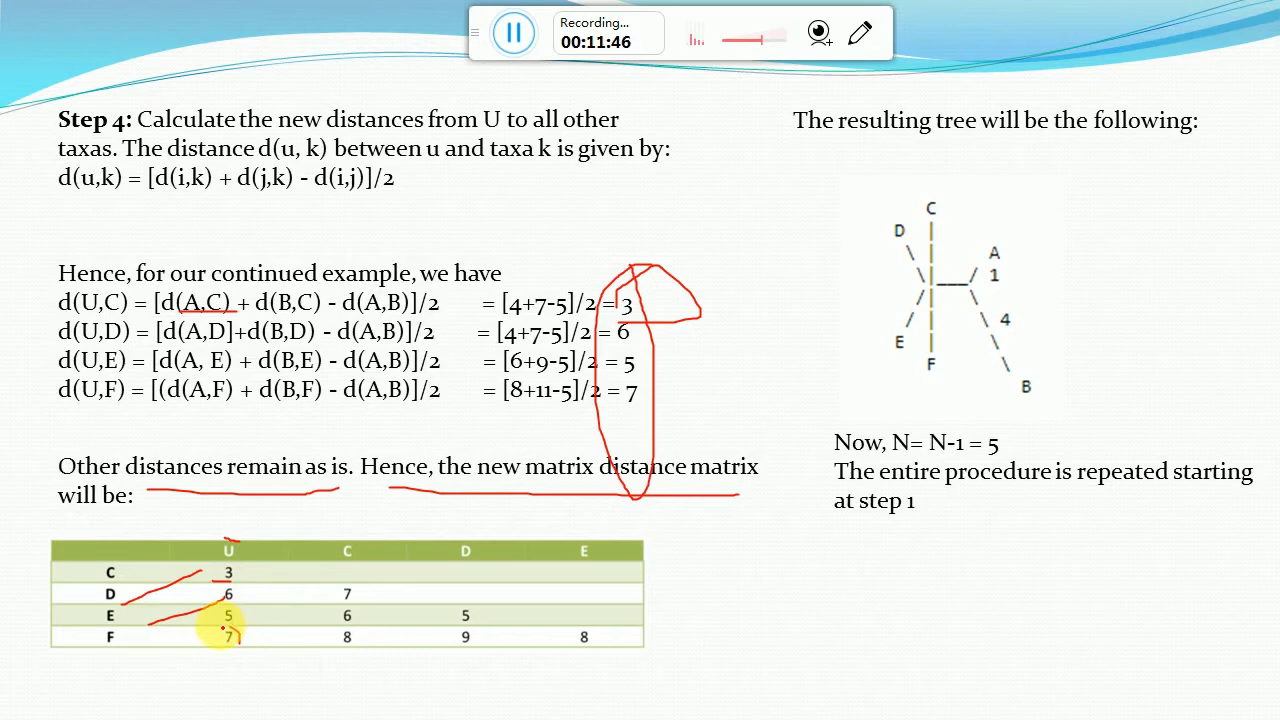 Recording...
00:11:46
Step 4: Calculate the new distances from U to all other
taxas. The distance d(u, k) between u and taxa k is given by:
d(u,k) = [d(i,k) + d(j,k) - d(i,j)]/2
Hence, for our continued example, we have
d(U,C) = [d(A,C) + d(B,C) - d(A,B)]/2 = [4+7-5]/2 = 3
d(U,D) = [d(A,D]+d(B,D) - d(A,B)]/2 = [4+7-5]/2 = 6
d(U,E) = [d(A, E) + d(B,E) - d(A,B)]/2 = [6+9-5]/2 = 5
d(U,F) = [(d(A,F) + d(B,F) - d(A,B)]/2 = [8+11-5]/2 = 7
Other distances remain as is. Hence, the new matrix distance matrix
will be:
U C D E
C 3
D 6 7
E 5 6 5
F 7 8 9 8
The resulting tree will be the following:
C
D
A
1
4
E
F
B
Now, N= N-1 = 5
The entire procedure is repeated starting
at step 1